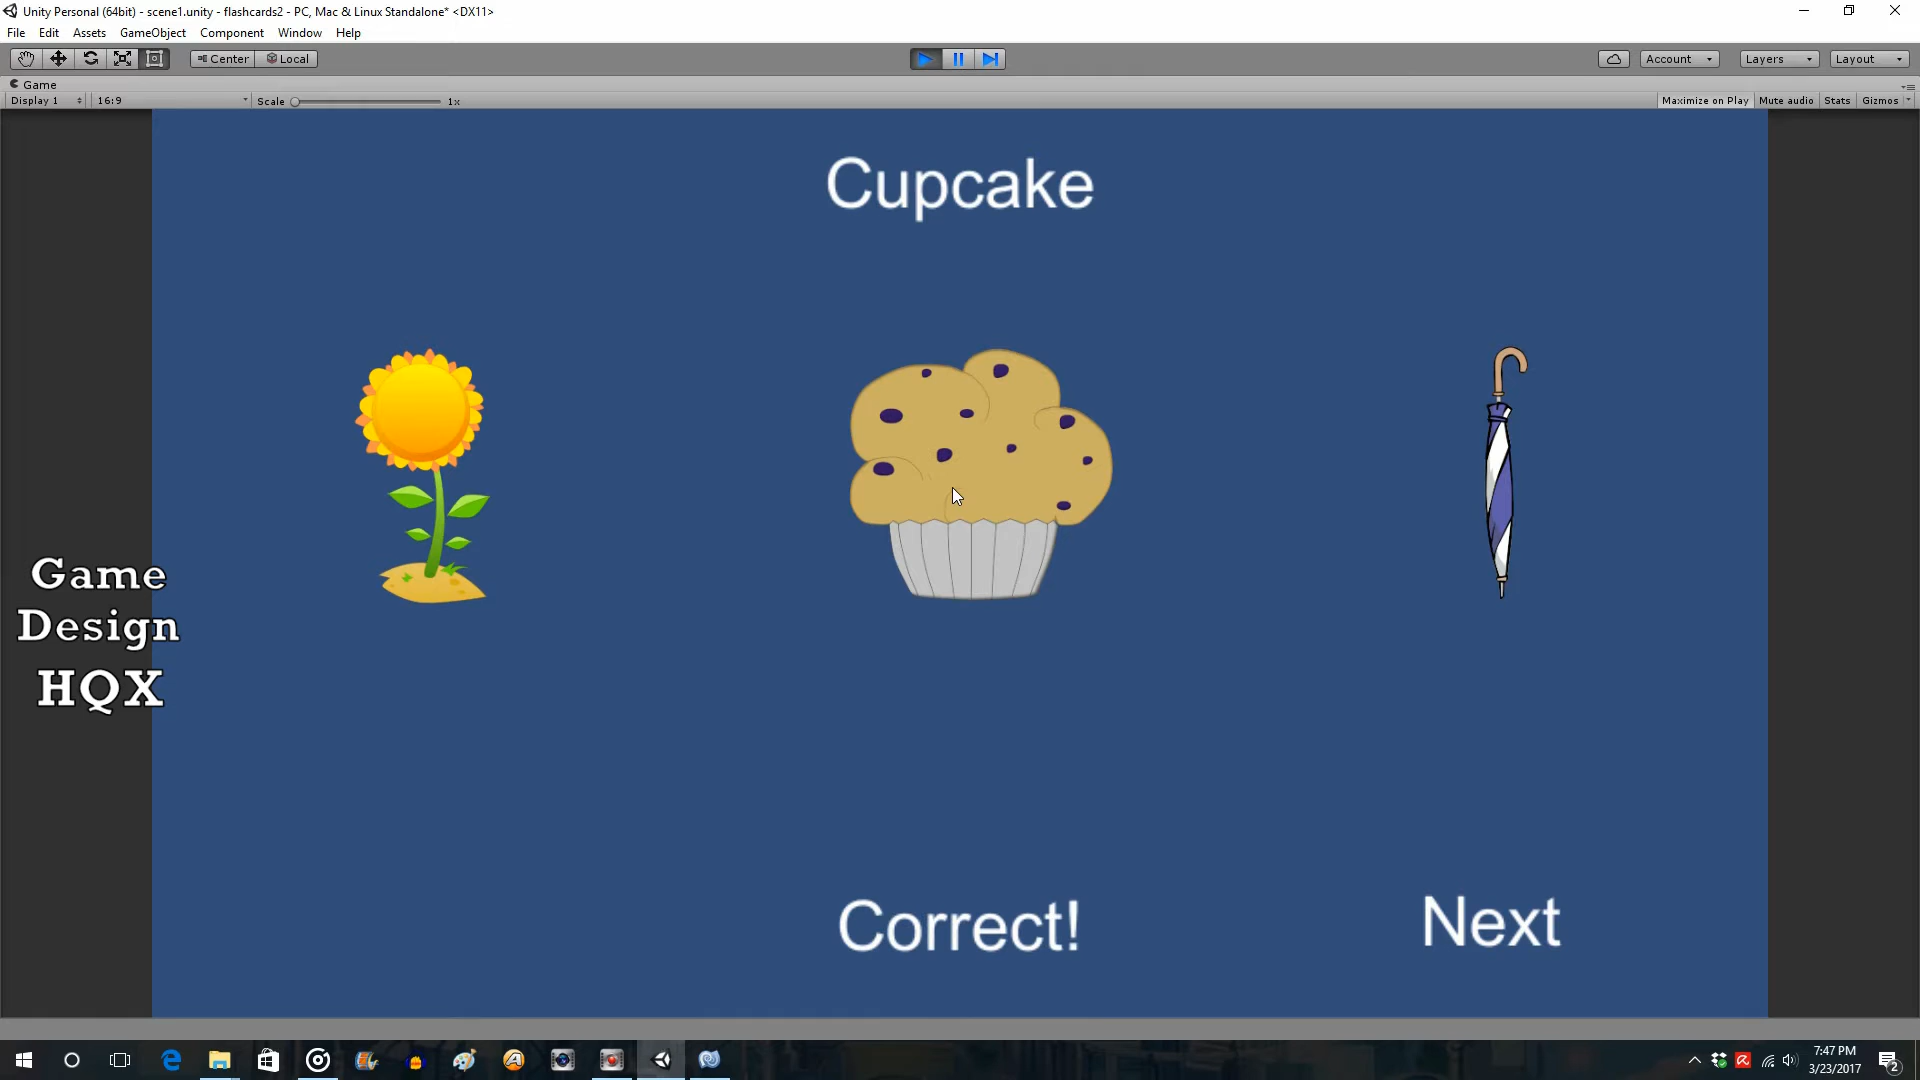 Unity Personal (64bit) - scene1.unity - flashcards2 - PC, Mac & Linux Standalone* <DX11>
File Edit Assets GameObject Component Window Help
Center Local Account Layers Layout
Game
Display 1 16:9 Scale 1x Maximize on Play Mute audio Stats Gizmos
Cupcake
Game
Design
HQX
Correct! Next
7:47 PM
3/23/2017
2